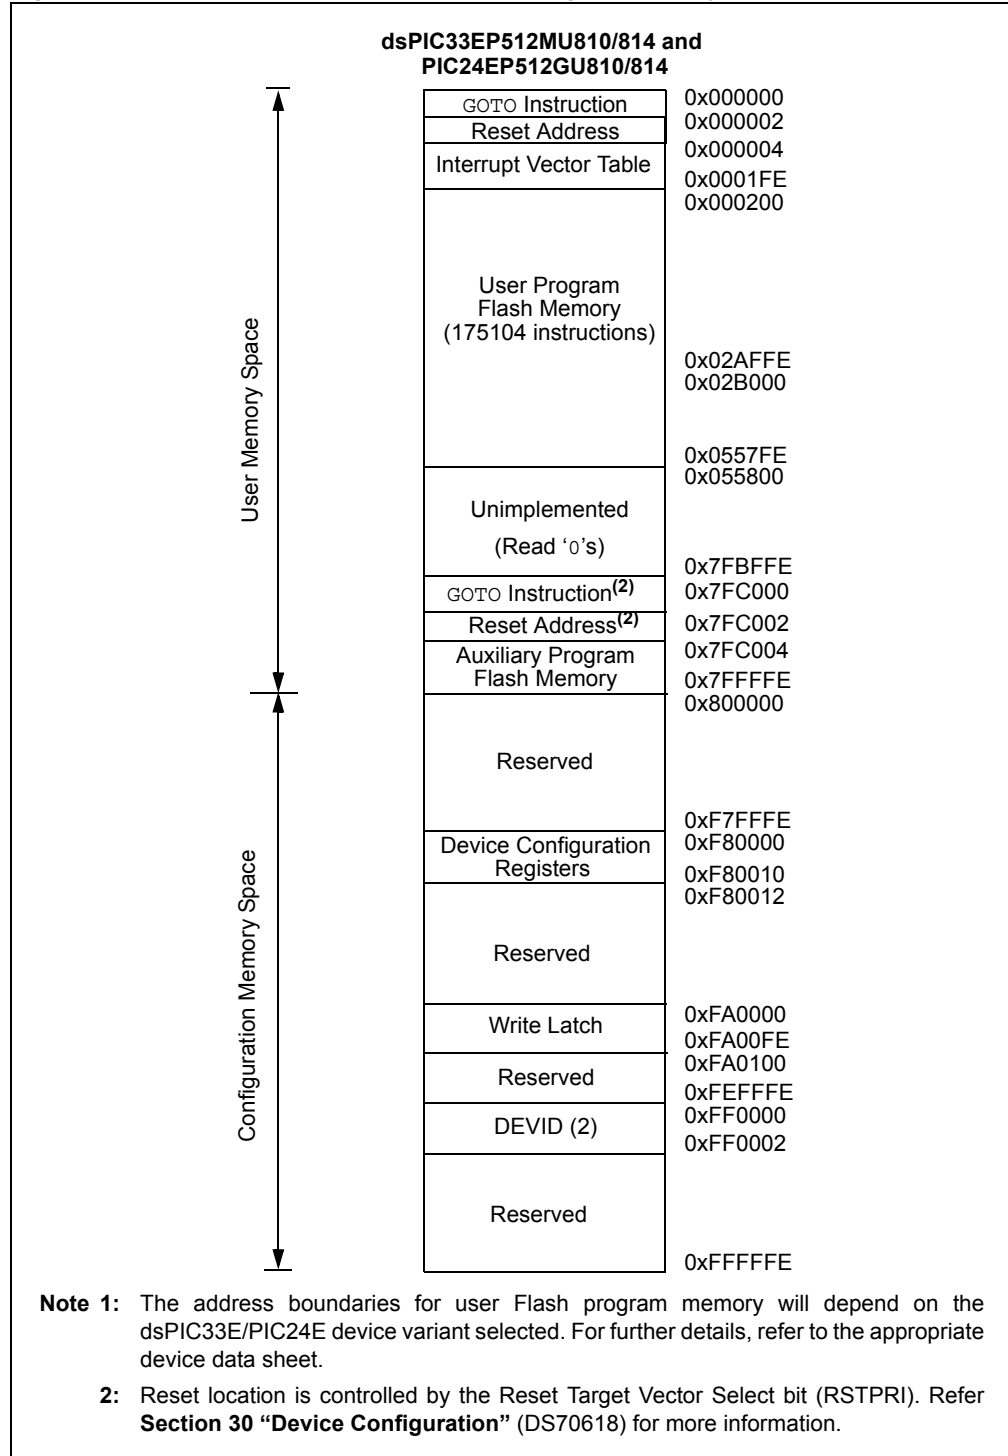 dsPIC33EP512MU810/814 and
PIC24EP512GU810/814
GOTO Instruction
0x000000
Reset Address
0x000002
Interrupt Vector Table
0x000004
0x0001FE
0x000200
User Program
Flash Memory
(175104 instructions)
0x02AFFE
0x02B000
0x0557FE
0x055800
User Memory Space
Unimplemented
(Read ‘0’s)
0x7FBFFE
GOTO Instruction(2)
0x7FC000
Reset Address(2)
0x7FC002
Auxiliary Program
Flash Memory
0x7FC004
0x7FFFFE
0x800000
Reserved
0xF7FFFE
0xF80000
Device Configuration
Registers
0xF80010
0xF80012
Configuration Memory Space
Reserved
Write Latch
0xFA0000
0xFA00FE
0xFA0100
Reserved
0xFEFFFE
0xFF0000
DEVID (2)
0xFF0002
Reserved
0xFFFFFE
Note 1: The address boundaries for user Flash program memory will depend on the
dsPIC33E/PIC24E device variant selected. For further details, refer to the appropriate
device data sheet.
2: Reset location is controlled by the Reset Target Vector Select bit (RSTPRI). Refer
Section 30 “Device Configuration” (DS70618) for more information.